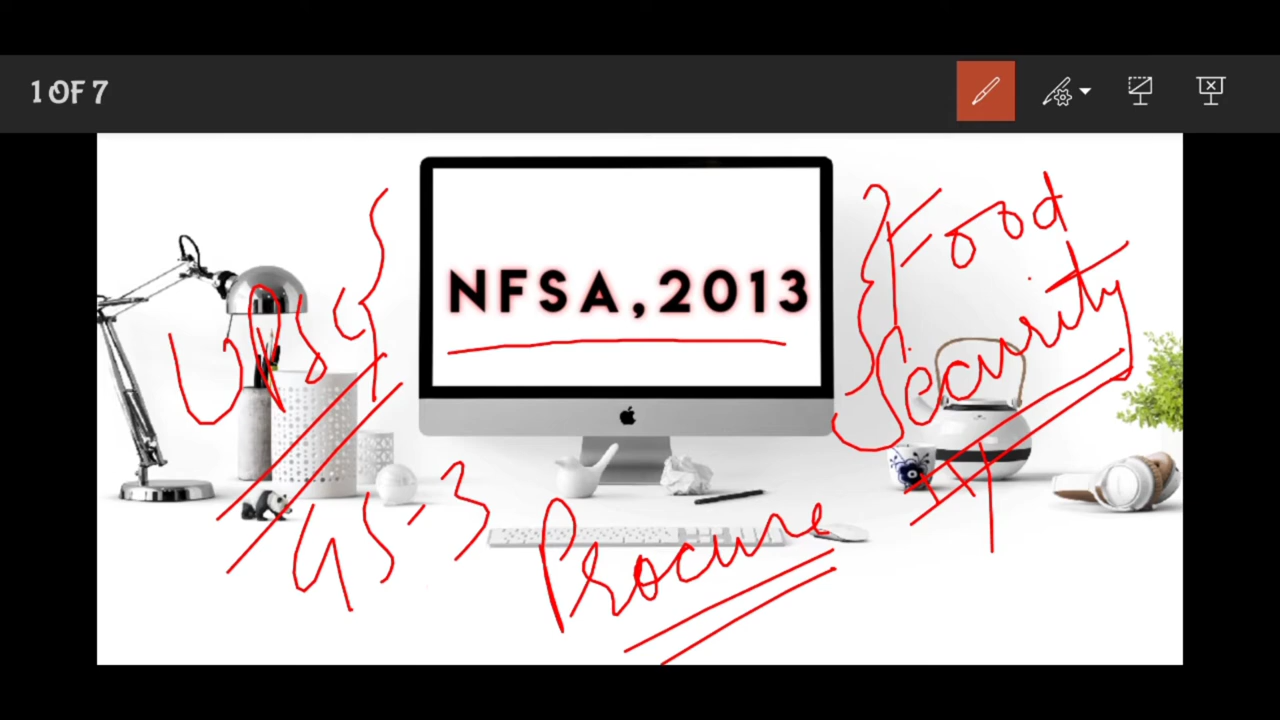 1 OF 7
NFSA,2013
UPSC
GS-3
Food
Security
Procure